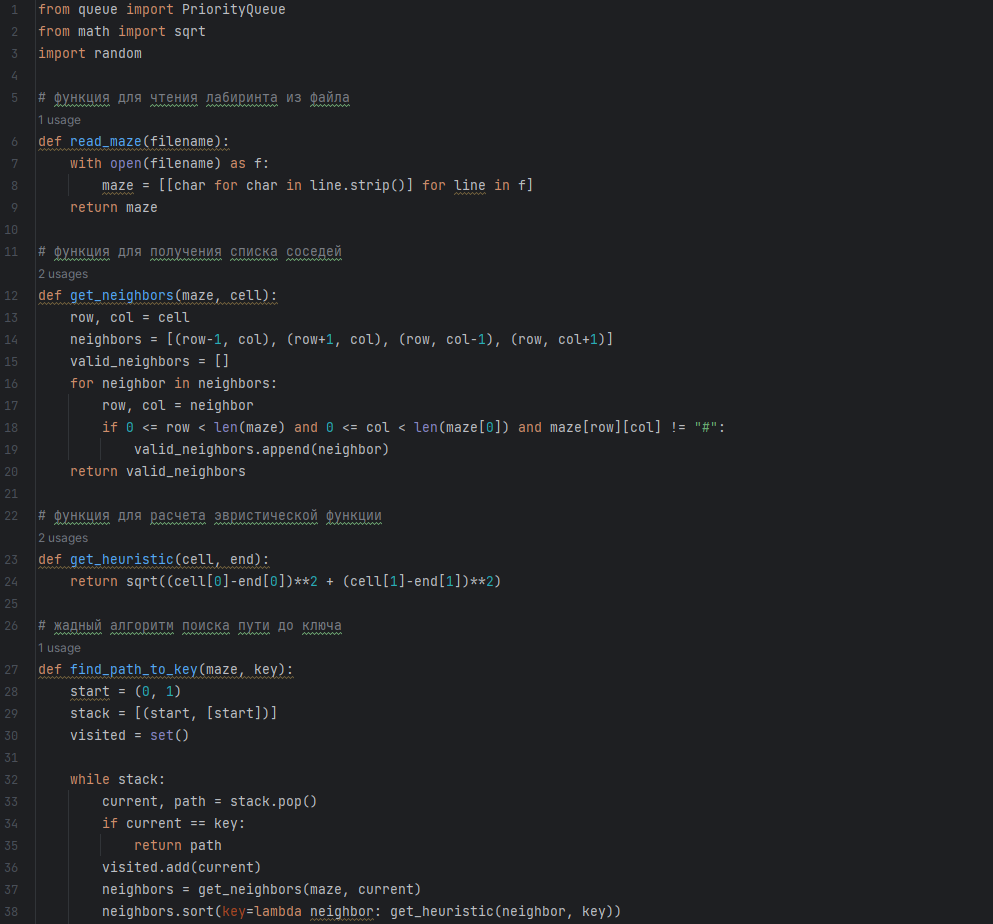 1 from queue import PriorityQueue
2 from math import sqrt
3 import random
4
5 # функция для чтения лабиринта из файла
1 usage
6 def read_maze(filename):
7     with open(filename) as f:
8         maze = [[char for char in line.strip()] for line in f]
9     return maze
10
11 # функция для получения списка соседей
2 usages
12 def get_neighbors(maze, cell):
13     row, col = cell
14     neighbors = [(row-1, col), (row+1, col), (row, col-1), (row, col+1)]
15     valid_neighbors = []
16     for neighbor in neighbors:
17         row, col = neighbor
18         if 0 <= row < len(maze) and 0 <= col < len(maze[0]) and maze[row][col] != "#":
19             valid_neighbors.append(neighbor)
20     return valid_neighbors
21
22 # функция для расчета эвристической функции
2 usages
23 def get_heuristic(cell, end):
24     return sqrt((cell[0]-end[0])**2 + (cell[1]-end[1])**2)
25
26 # жадный алгоритм поиска пути до ключа
1 usage
27 def find_path_to_key(maze, key):
28     start = (0, 1)
29     stack = [(start, [start])]
30     visited = set()
31
32     while stack:
33         current, path = stack.pop()
34         if current == key:
35             return path
36         visited.add(current)
37         neighbors = get_neighbors(maze, current)
38         neighbors.sort(key=lambda neighbor: get_heuristic(neighbor, key))